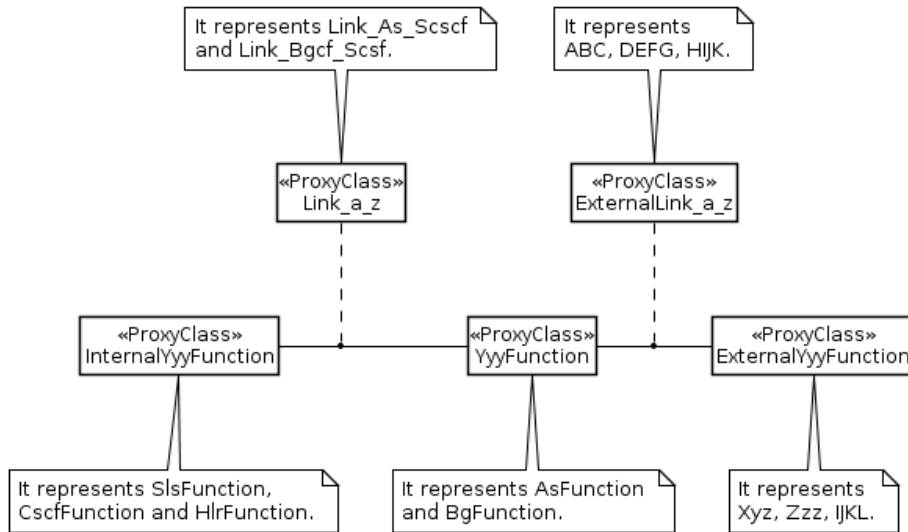 It represents Link_As_Scscf
and Link_Bgcf_Scsf.
It represents
ABC, DEFG, HIJK.
«ProxyClass»
Link_a_z
«ProxyClass»
ExternalLink_a_z
«ProxyClass»
InternalYyyFunction
«ProxyClass»
YyyFunction
«ProxyClass»
ExternalYyyFunction
It represents SlsFunction,
CscfFunction and HlrFunction.
It represents AsFunction
and BgFunction.
It represents
Xyz, Zzz, IJKL.